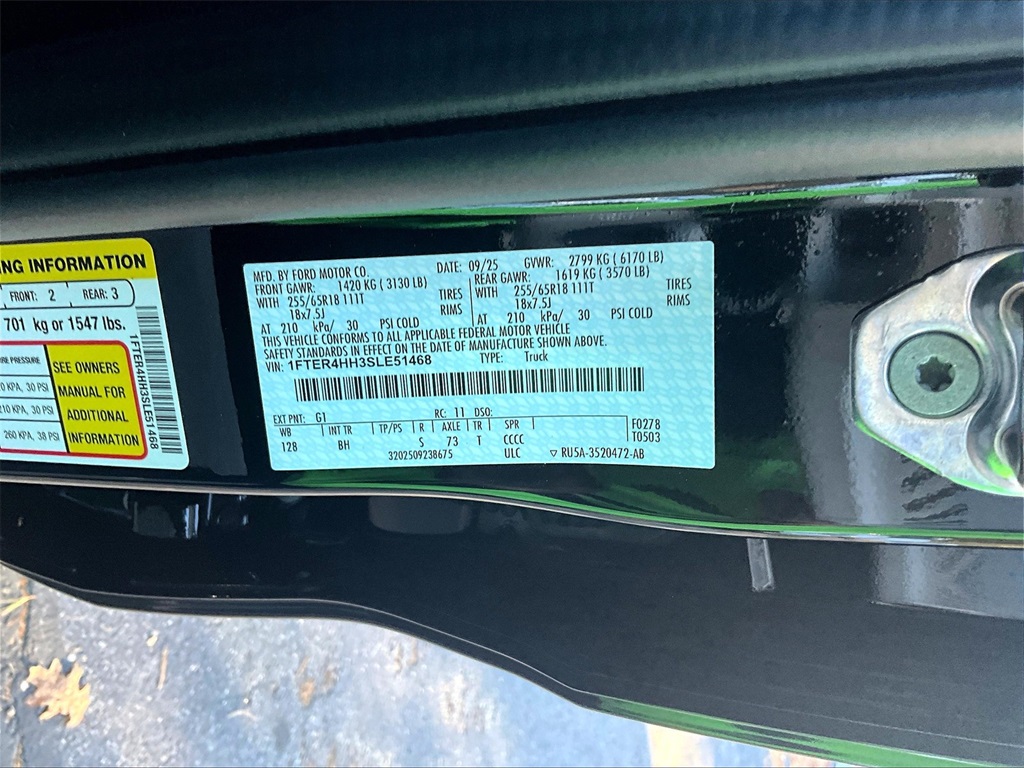 NG INFORMATION
FRONT: 2 REAR: 3
701 kg or 1547 lbs.
RE PRESSURE
0 KPA, 30 PSI
210 KPA, 30 PSI
260 KPA, 38 PSI
SEE OWNERS
MANUAL FOR
ADDITIONAL
INFORMATION
1FTER4HH3SLE51468
MFD. BY FORD MOTOR CO. DATE: 09/25 GVWR: 2799 KG ( 6170 LB)
FRONT GAWR: 1420 KG ( 3130 LB) REAR GAWR: 1619 KG ( 3570 LB)
WITH 255/65R18 111T TIRES WITH 255/65R18 111T TIRES
18x7.5J RIMS 18x7.5J RIMS
AT 210 kPa/ 30 PSI COLD AT 210 kPa/ 30 PSI COLD
THIS VEHICLE CONFORMS TO ALL APPLICABLE FEDERAL MOTOR VEHICLE
SAFETY STANDARDS IN EFFECT ON THE DATE OF MANUFACTURE SHOWN ABOVE.
VIN: 1FTER4HH3SLE51468 TYPE: Truck
EXT PNT: G1 RC: 11 DSO:
WB INT TR TP/PS R AXLE TR SPR F0278
128 BH S 73 T CCCC T0503
3202509238675 ULC ▽ RU5A-3520472-AB